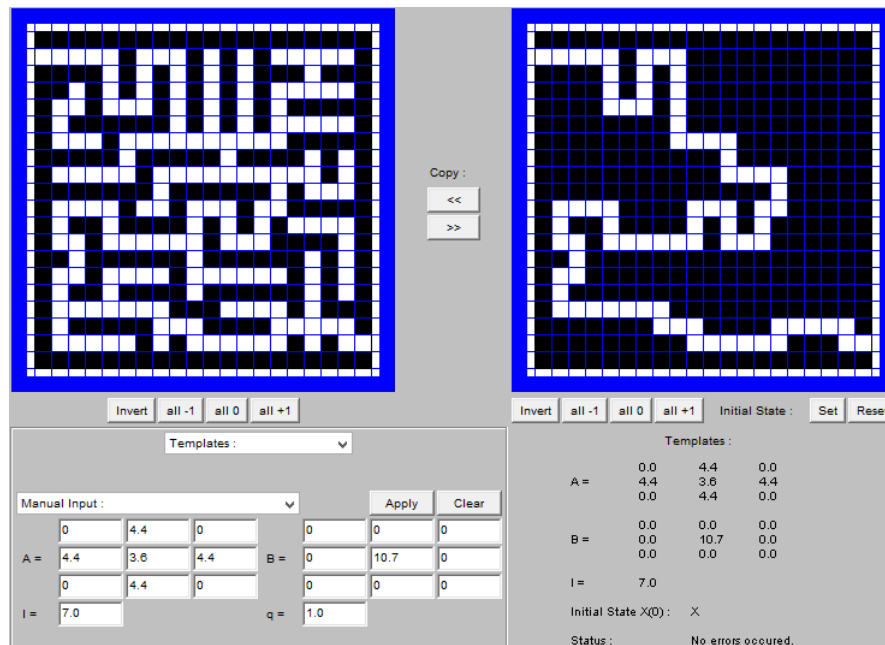 Copy :
<<
>>
Invert all -1 all 0 all +1
Invert all -1 all 0 all +1 Initial State : Set Reset
Templates :
Manual Input :
Apply Clear
0 4.4 0 0 0 0
A = 4.4 3.6 4.4 B = 0 10.7 0
0 4.4 0 0 0 0
I = 7.0 q = 1.0
Templates :
0.0 4.4 0.0
A = 4.4 3.6 4.4
0.0 4.4 0.0
0.0 0.0 0.0
B = 0.0 10.7 0.0
0.0 0.0 0.0
I = 7.0
Initial State X(0) : X
Status : No errors occured.